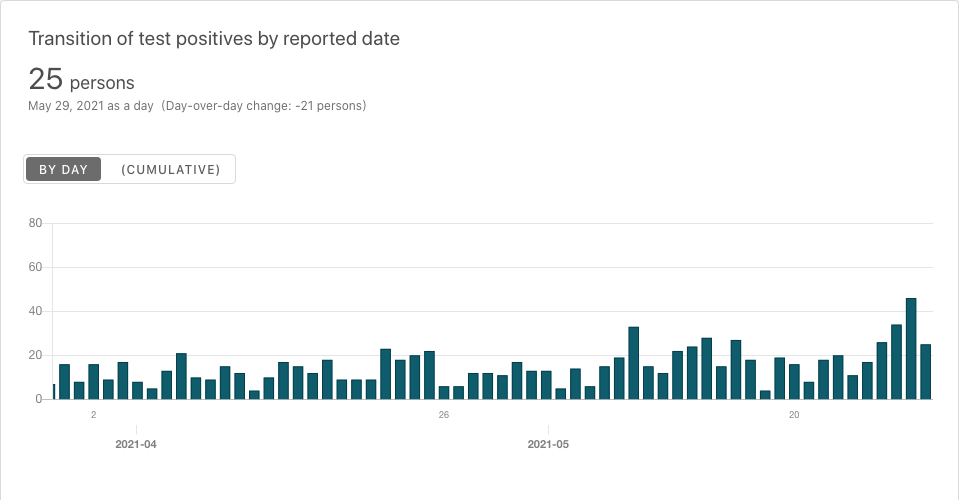 Transition of test positives by reported date
25 persons
May 29, 2021 as a day (Day-over-day change: -21 persons)
BY DAY (CUMULATIVE)
80
60
40
20
0
2 26 20
2021-04 2021-05